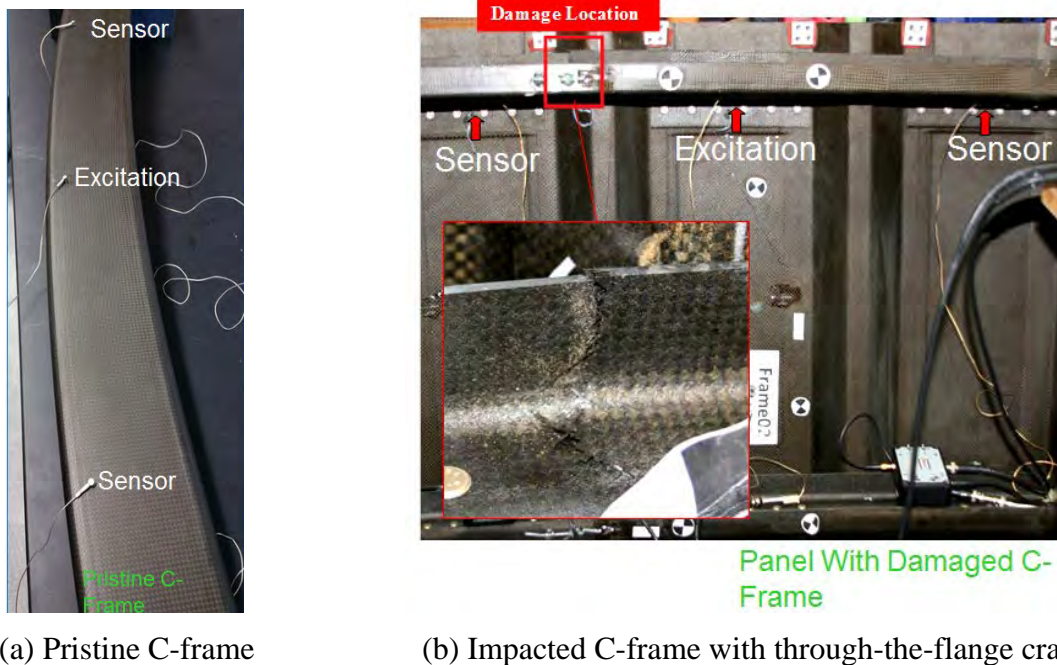 Sensor
Excitation
Sensor
Pristine C-
Frame
Damage Location
Sensor
Excitation
Sensor
Frame02
Panel With Damaged C-
Frame
(a) Pristine C-frame
(b) Impacted C-frame with through-the-flange cra